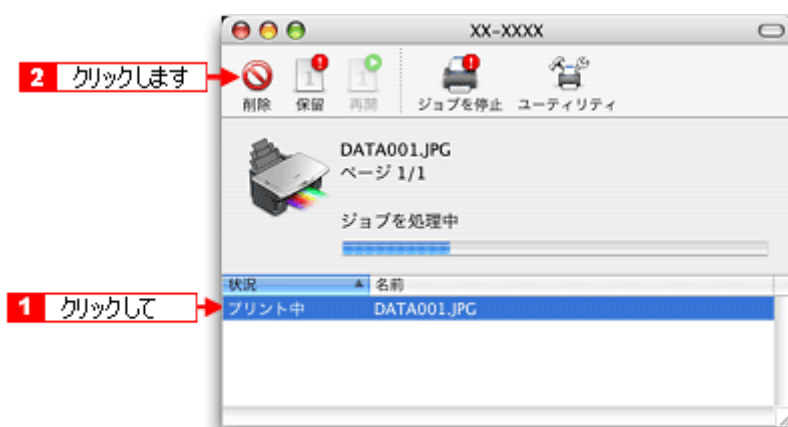 XX-XXXX
2 クリックします
削除 保留 再開 ジョブを停止 ユーティリティ
DATA001.JPG
ページ 1/1
ジョブを処理中
状況 名前
1 クリックして
プリント中 DATA001.JPG